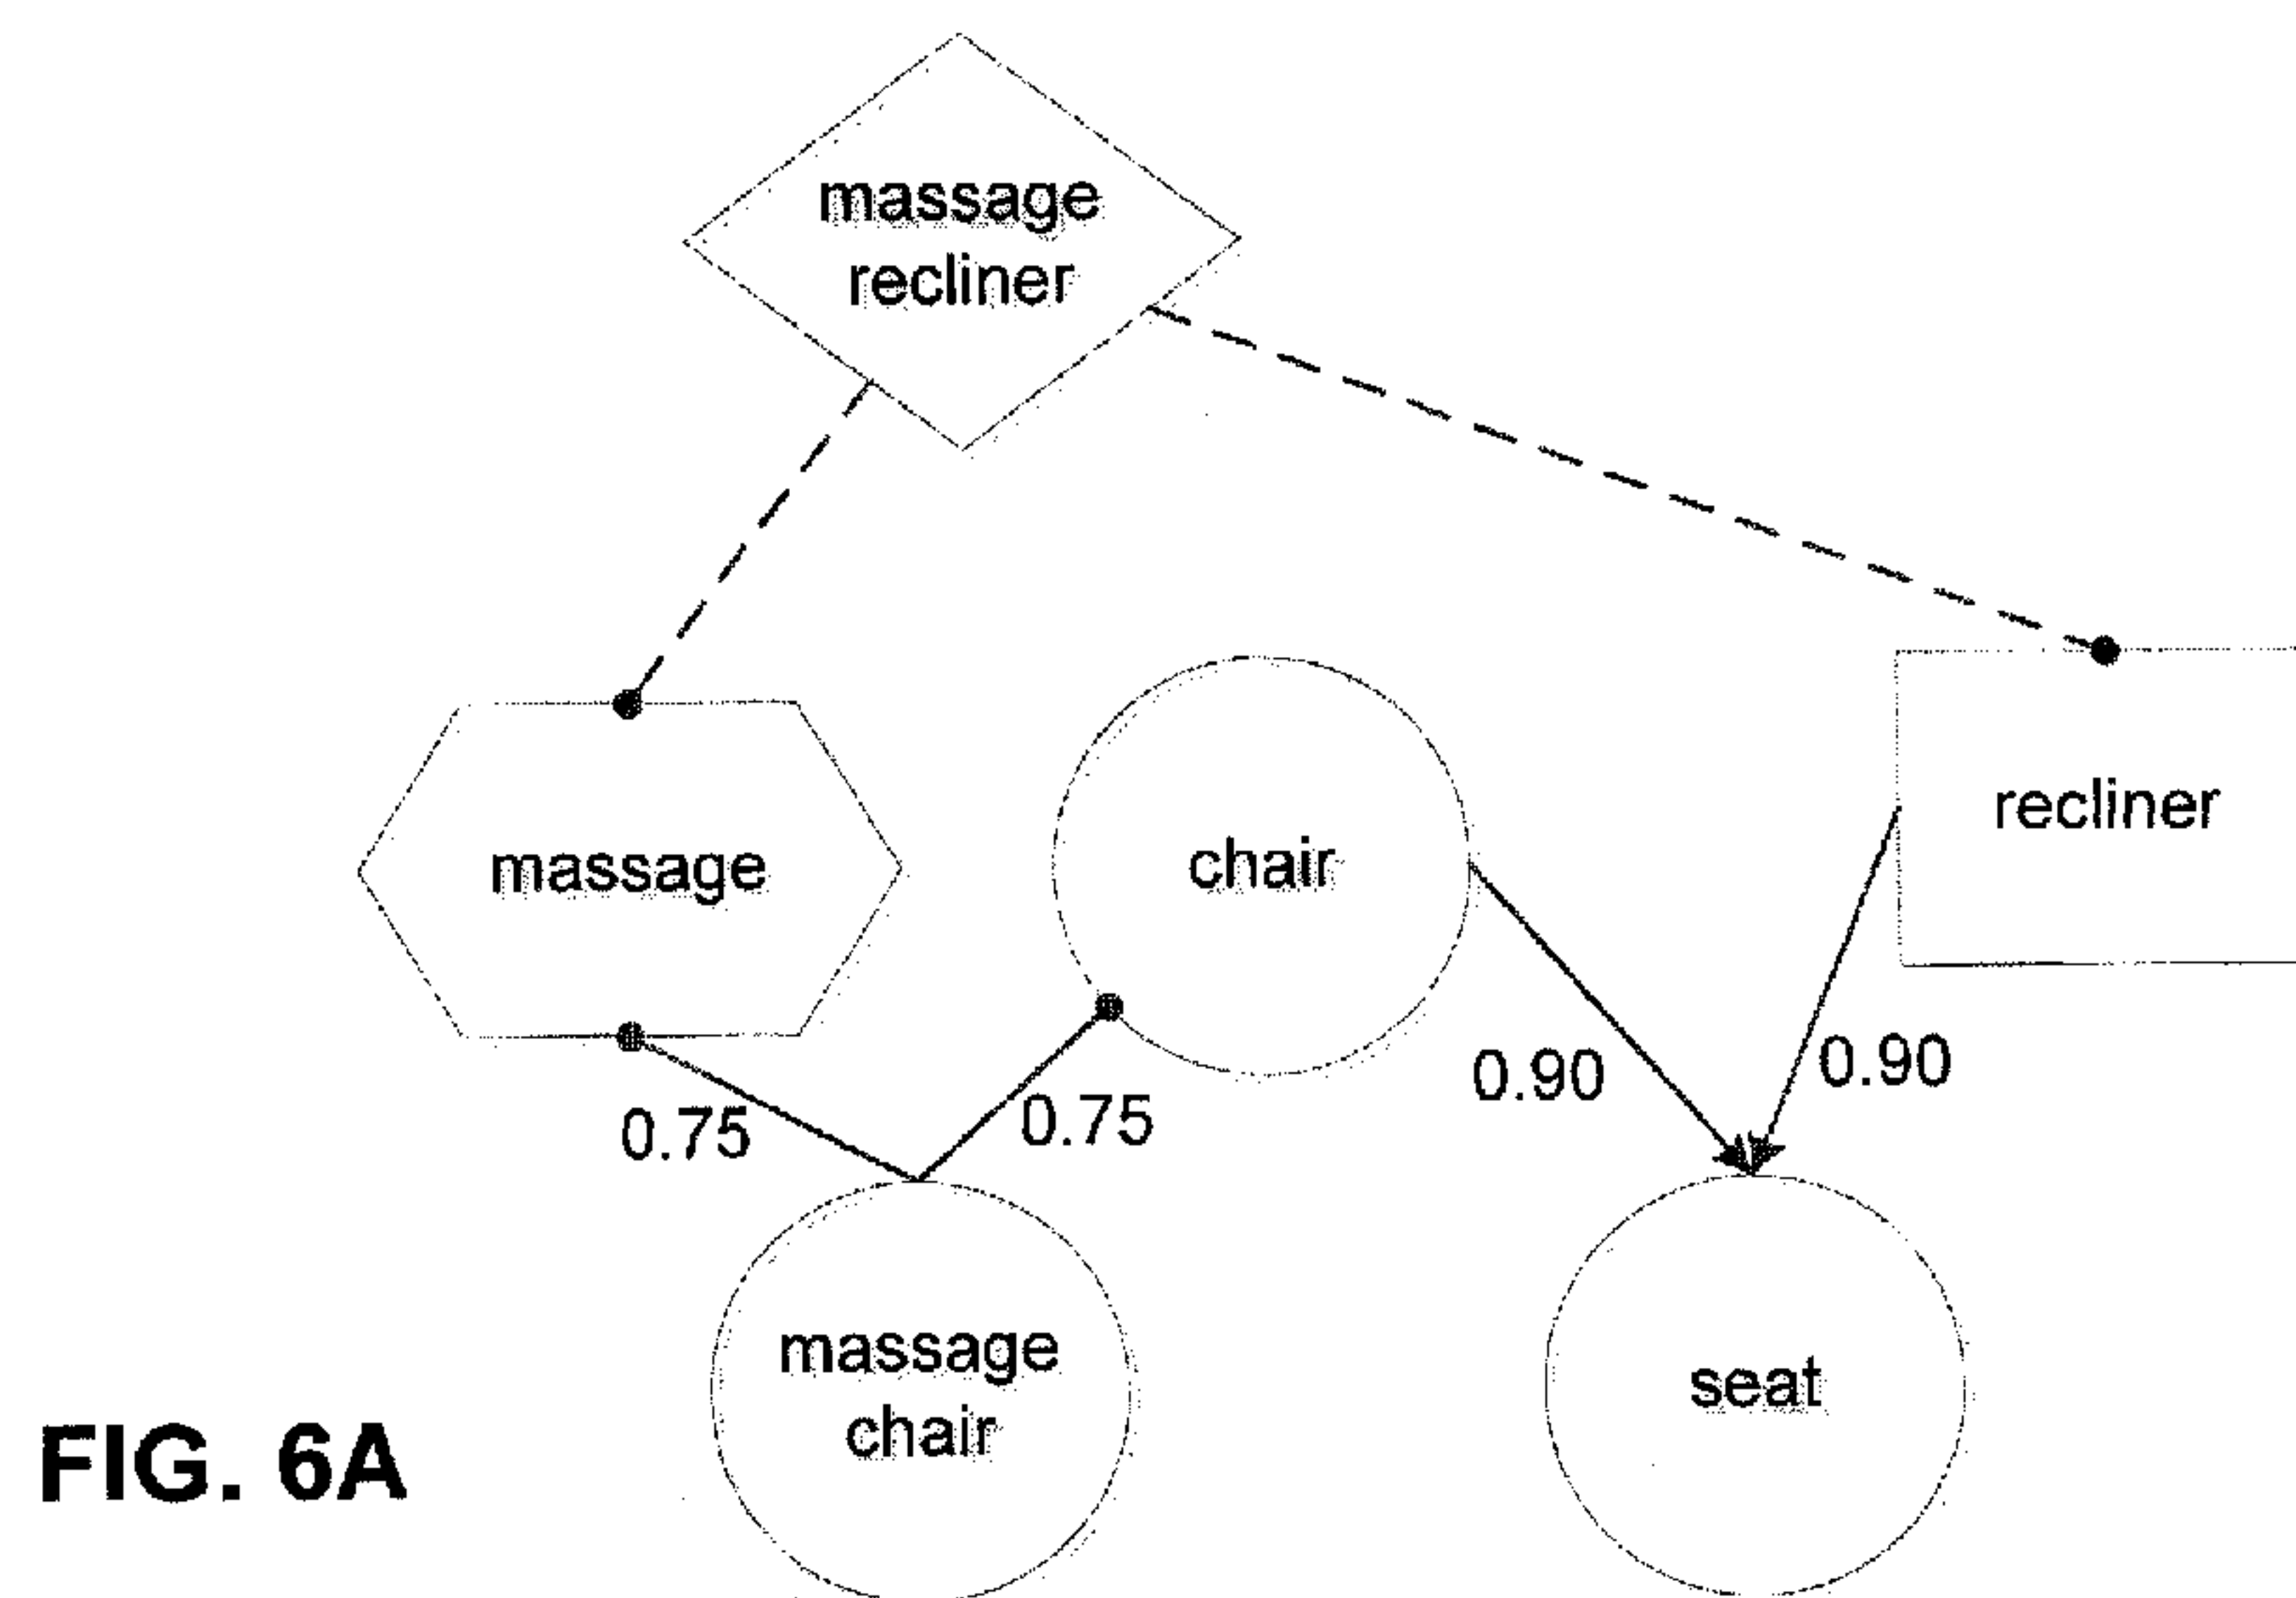 massage
recliner
massage
chair
recliner
0.75
0.75
0.90
0.90
massage
chair
seat
FIG. 6A